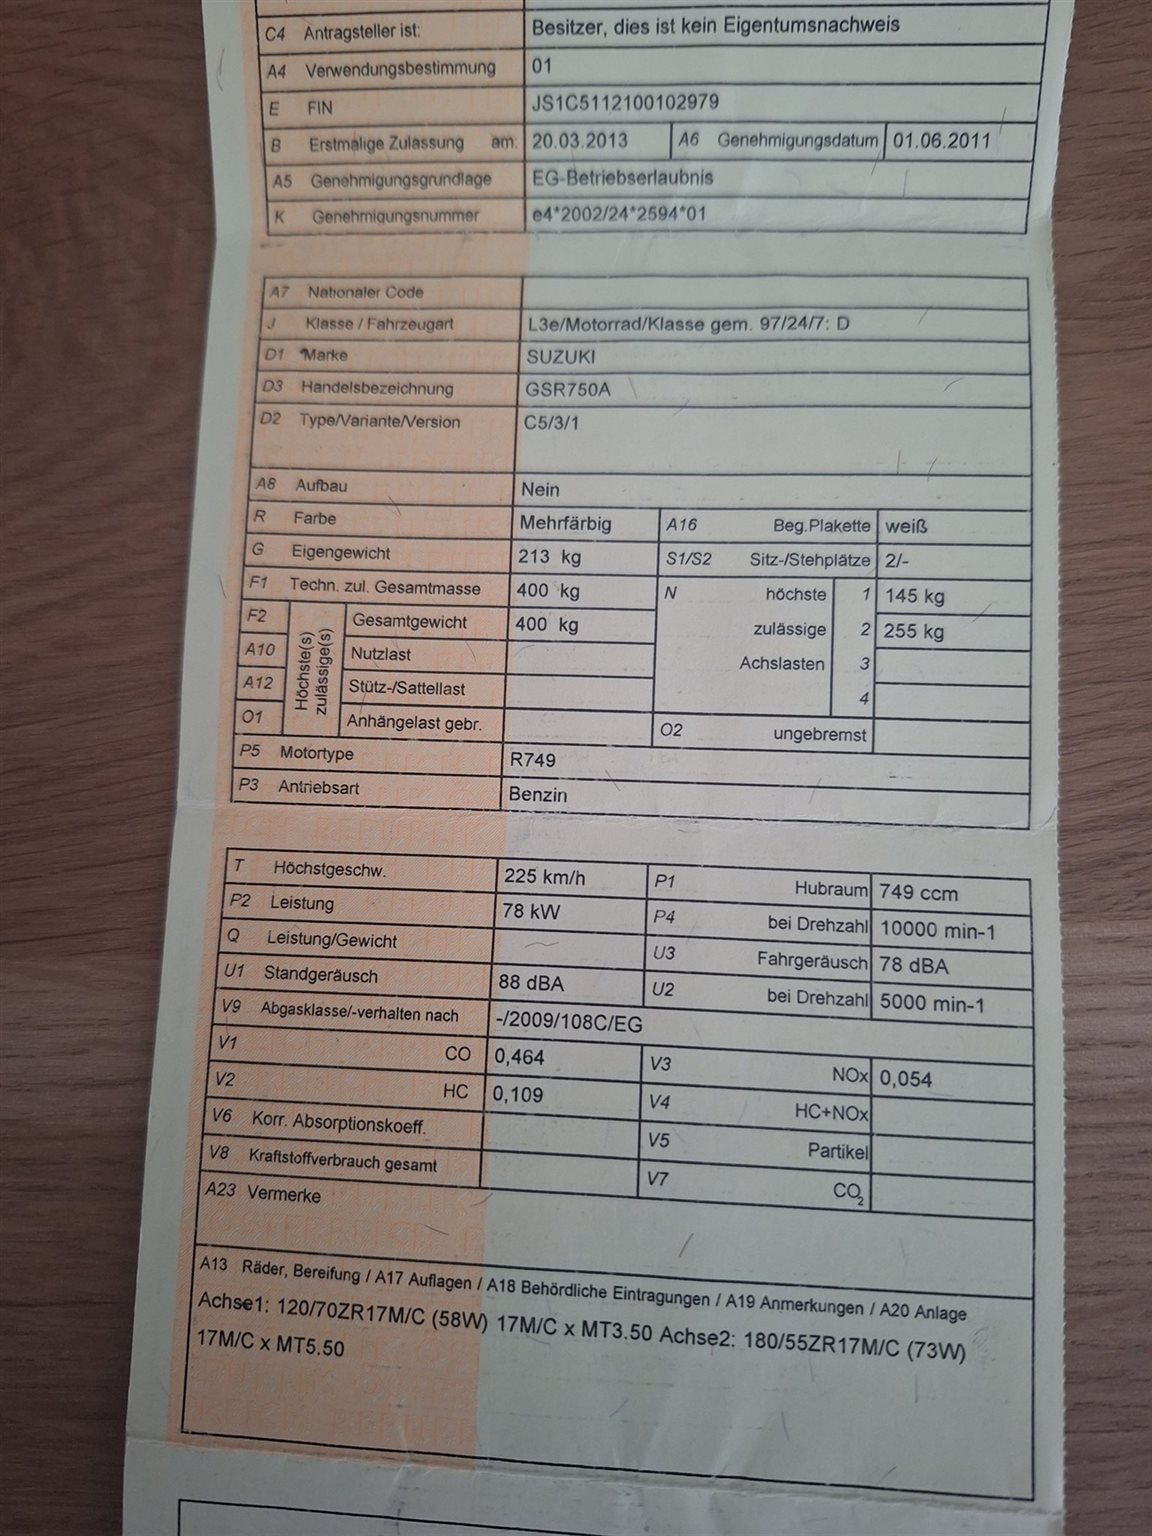 C4 Antragsteller ist: Besitzer, dies ist kein Eigentumsnachweis
A4 Verwendungsbestimmung 01
E FIN JS1C5112100102979
B Erstmalige Zulassung am: 20.03.2013 A6 Genehmigungsdatum 01.06.2011
A5 Genehmigungsgrundlage EG-Betriebserlaubnis
K Genehmigungsnummer e4*2002/24*2594*01
A7 Nationaler Code
J Klasse / Fahrzeugart L3e/Motorrad/Klasse gem. 97/24/7: D
D1 Marke SUZUKI
D3 Handelsbezeichnung GSR750A
D2 Type/Variante/Version C5/3/1
A8 Aufbau Nein
R Farbe Mehrfärbig A16 Beg.Plakette weiß
G Eigengewicht 213 kg S1/S2 Sitz-/Stehplätze 2/-
F1 Techn. zul. Gesamtmasse 400 kg N höchste 1 145 kg
F2 Höchste(s) zulässige(s) Gesamtgewicht 400 kg zulässige 2 255 kg
A10 Nutzlast Achslasten 3
A12 Stütz-/Sattellast 4
O1 Anhängelast gebr. O2 ungebremst
P5 Motortype R749
P3 Antriebsart Benzin
T Höchstgeschw. 225 km/h P1 Hubraum 749 ccm
P2 Leistung 78 kW P4 bei Drehzahl 10000 min-1
Q Leistung/Gewicht U3 Fahrgeräusch 78 dBA
U1 Standgeräusch 88 dBA U2 bei Drehzahl 5000 min-1
V9 Abgasklasse/-verhalten nach -/2009/108C/EG
V1 CO 0,464 V3 NOx 0,054
V2 HC 0,109 V4 HC+NOx
V6 Korr. Absorptionskoeff. V5 Partikel
V8 Kraftstoffverbrauch gesamt V7 CO2
A23 Vermerke
A13 Räder, Bereifung / A17 Auflagen / A18 Behördliche Eintragungen / A19 Anmerkungen / A20 Anlage
Achse1: 120/70ZR17M/C (58W) 17M/C x MT3.50 Achse2: 180/55ZR17M/C (73W)
17M/C x MT5.50